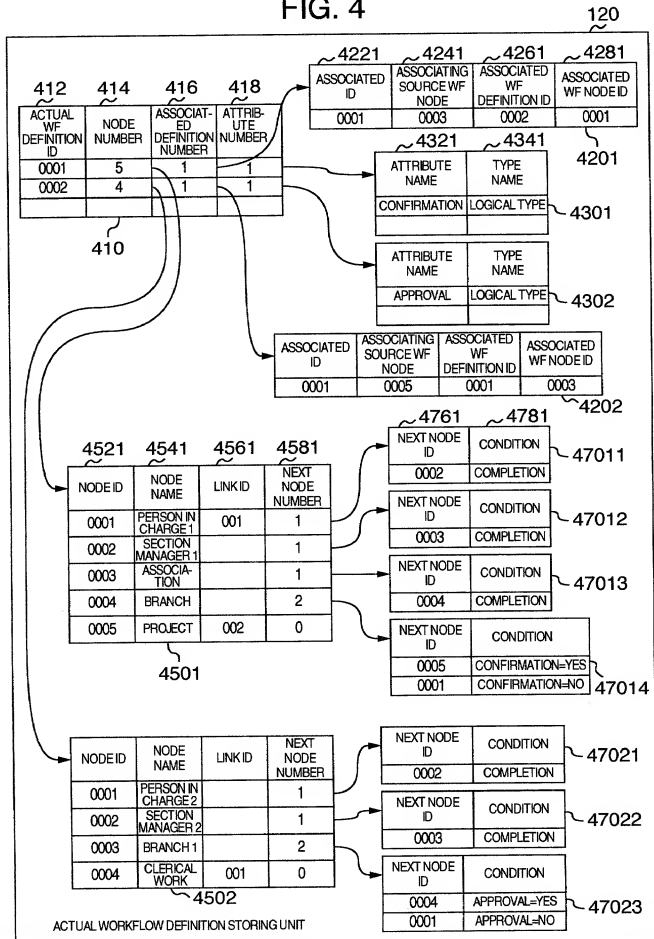 FIG. 4
120
412 414 416 418
ACTUAL WF DEFINITION ID NODE NUMBER ASSOCIAT-ED DEFINITION NUMBER ATTRIB-UTE NUMBER
0001 5 1 1
0002 4 1 1
410
4221 4241 4261 4281
ASSOCIATED ID ASSOCIATING SOURCE WF NODE ASSOCIATED WF DEFINITION ID ASSOCIATED WF NODE ID
0001 0003 0002 0001
4201
4321 4341
ATTRIBUTE NAME TYPE NAME
CONFIRMATION LOGICAL TYPE
4301
ATTRIBUTE NAME TYPE NAME
APPROVAL LOGICAL TYPE
4302
ASSOCIATED ID ASSOCIATING SOURCE WF NODE ASSOCIATED WF DEFINITION ID ASSOCIATED WF NODE ID
0001 0005 0001 0003
4202
4521 4541 4561 4581
NODE ID NODE NAME LINK ID NEXT NODE NUMBER
0001 PERSON IN CHARGE 1 001 1
0002 SECTION MANAGER 1 1
0003 ASSOCIA-TION 1
0004 BRANCH 2
0005 PROJECT 002 0
4501
4761 4781
NEXT NODE ID CONDITION
0002 COMPLETION
47011
NEXT NODE ID CONDITION
0003 COMPLETION
47012
NEXT NODE ID CONDITION
0004 COMPLETION
47013
NEXT NODE ID CONDITION
0005 CONFIRMATION=YES
0001 CONFIRMATION=NO
47014
NODE ID NODE NAME LINK ID NEXT NODE NUMBER
0001 PERSON IN CHARGE 2 1
0002 SECTION MANAGER 2 1
0003 BRANCH 1 2
0004 CLERICAL WORK 001 0
4502
NEXT NODE ID CONDITION
0002 COMPLETION
47021
NEXT NODE ID CONDITION
0003 COMPLETION
47022
NEXT NODE ID CONDITION
0004 APPROVAL=YES
0001 APPROVAL=NO
47023
ACTUAL WORKFLOW DEFINITION STORING UNIT